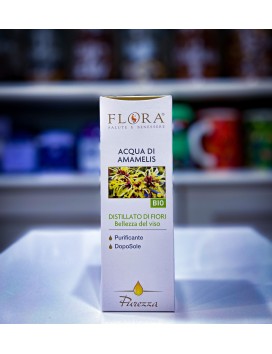 FLORA®
SALUTE E BENESSERE
ACQUA DI
AMAMELIS
BIO
DISTILLATO DI FIORI
Bellezza del viso
Purificante
DopoSole
Purezza